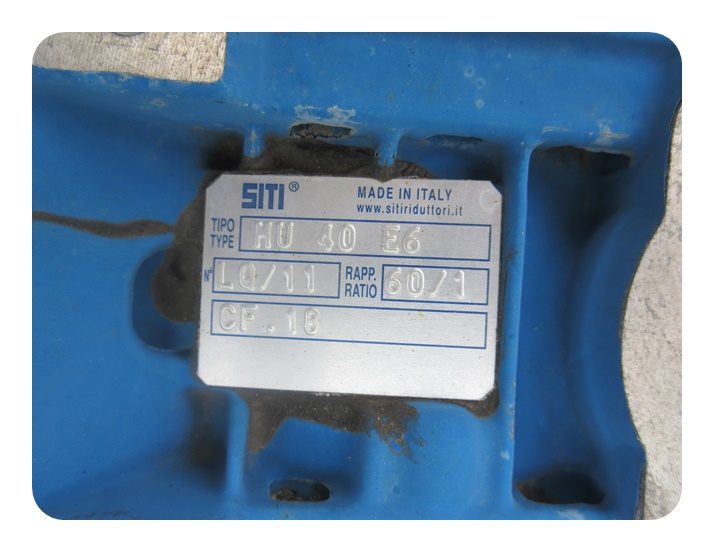 SITI®
MADE IN ITALY
www.sitiriduttori.it
TIPO TYPE MU 40 E6
N° LQ/11 RAPP. RATIO 60/1
CF.18